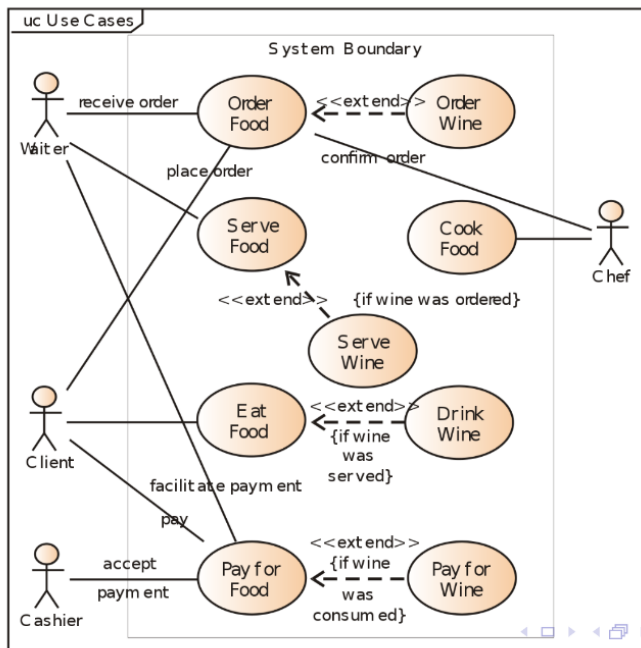 uc Use Cases
System Boundary
receive order
Order
Food
<<extend>>
Order
Wine
Waiter
place order
confirm order
Serve
Food
Cook
Food
Chef
<<extend>>
{if wine was ordered}
Serve
Wine
Eat
Food
<<extend>>
{if wine
was
served}
Drink
Wine
Client
facilitate payment
pay
accept
payment
Pay for
Food
<<extend>>
{if wine
was
consumed}
Pay for
Wine
Cashier